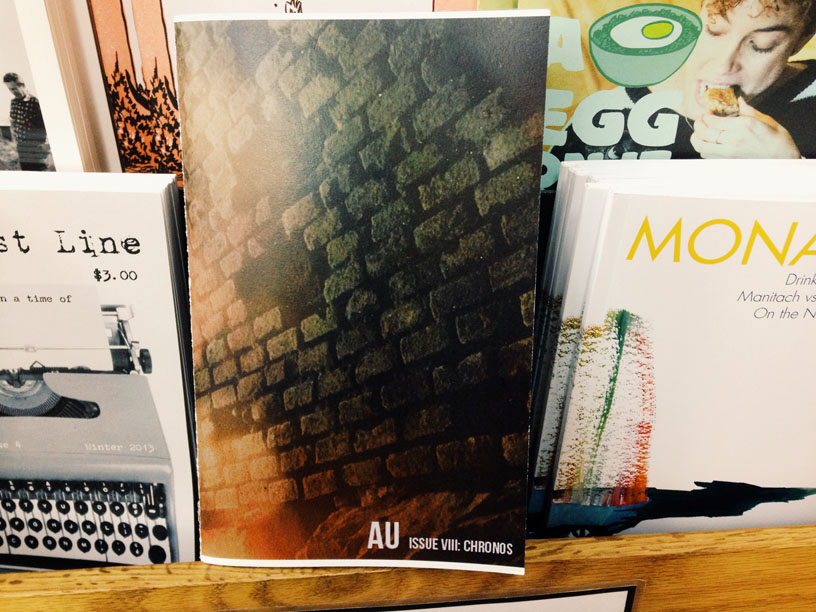 st Line
$3.00
n a time of
Winter 2013
A
EGG
AU ISSUE VIII: CHRONOS
MONA
Drink
Manitach vs
On the N